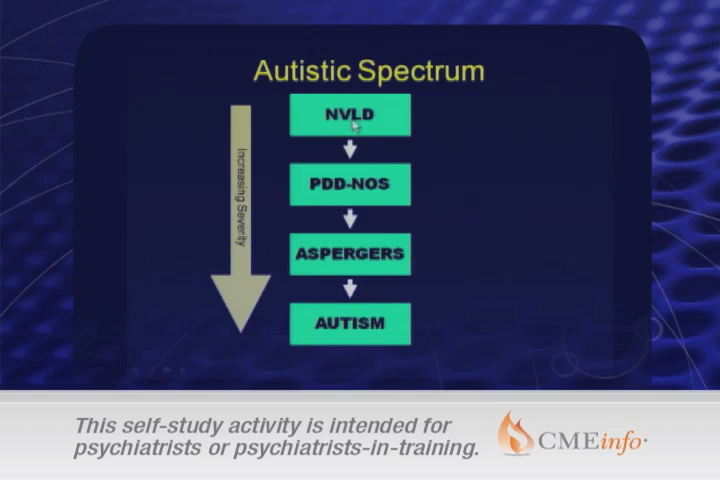 Autistic Spectrum
NVLD
Increasing Severity
PDD-NOS
ASPERGERS
AUTISM
This self-study activity is intended for
psychiatrists or psychiatrists-in-training.
CMEinfo